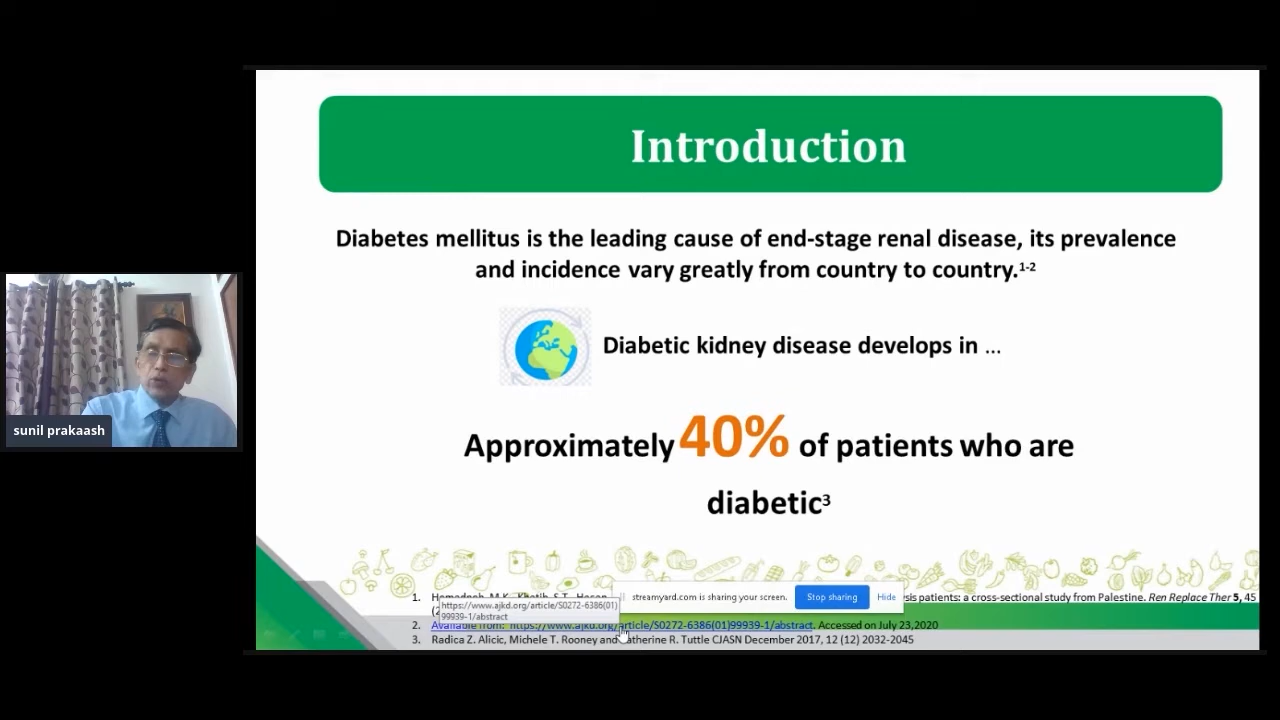 Introduction
Diabetes mellitus is the leading cause of end-stage renal disease, its prevalence
and incidence vary greatly from country to country.1-2
Diabetic kidney disease develops in ...
Approximately 40% of patients who are
diabetic3
sunil prakaash
streamyard.com is sharing your screen. Stop sharing Hide
1. patients: a cross-sectional study from Palestine. Ren Replace Ther 5, 45
https://www.ajkd.org/article/S0272-6386(01)
99939-1/abstract
2. Available from: https://www.ajkd.org/article/S0272-6386(01)99939-1/abstract. Accessed on July 23,2020
3. Radica Z. Alicic, Michele T. Rooney and Katherine R. Tuttle CJASN December 2017, 12 (12) 2032-2045